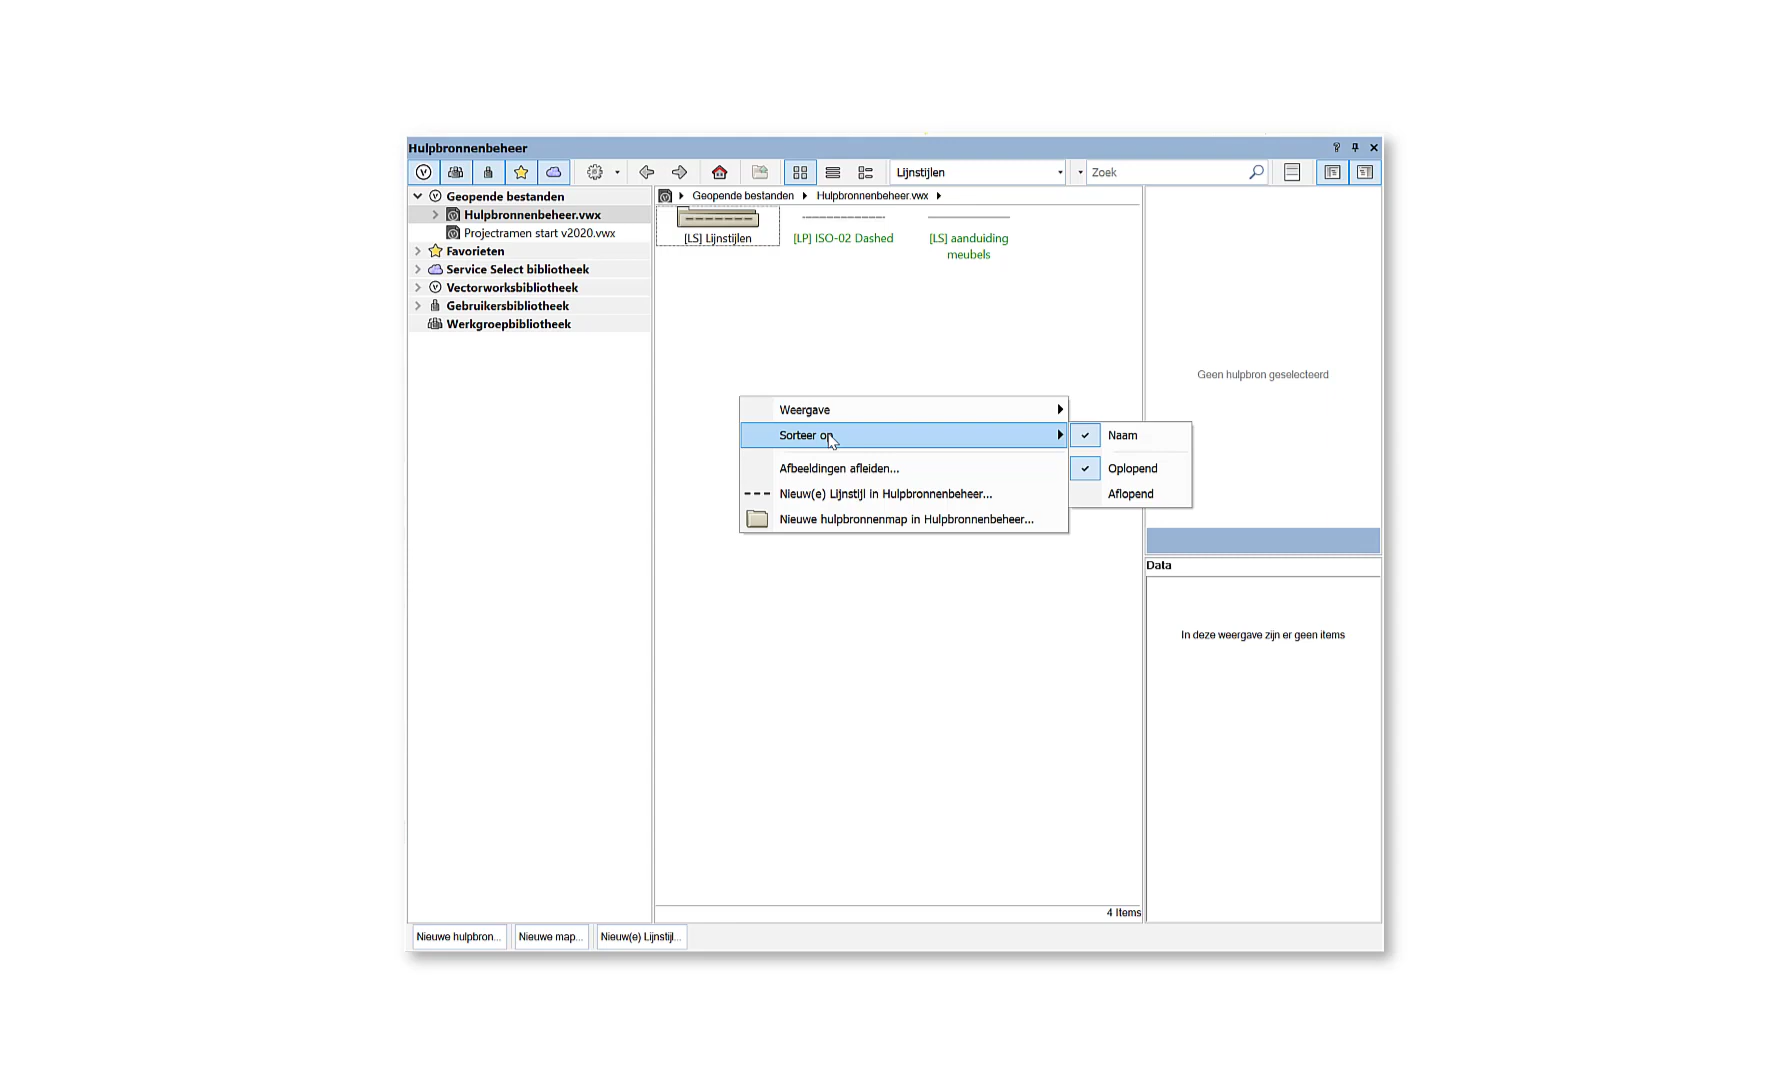 Hulpbronnenbeheer
Lijnstijlen
Zoek
Geopende bestanden
Hulpbronnenbeheer.vwx
Projectramen start v2020.vwx
Favorieten
Service Select bibliotheek
Vectorworksbibliotheek
Gebruikersbibliotheek
Werkgroepbibliotheek
Geopende bestanden
Hulpbronnenbeheer.vwx
[LS] Lijnstijlen
[LP] ISO-02 Dashed
[LS] aanduiding
meubels
Weergave
Sorteer op
Afbeeldingen afleiden...
Nieuw(e) Lijnstijl in Hulpbronnenbeheer...
Nieuwe hulpbronnenmap in Hulpbronnenbeheer...
Naam
Oplopend
Aflopend
Geen hulpbron geselecteerd
Data
In deze weergave zijn er geen items
4 Items
Nieuwe hulpbron...
Nieuwe map...
Nieuw(e) Lijnstijl...